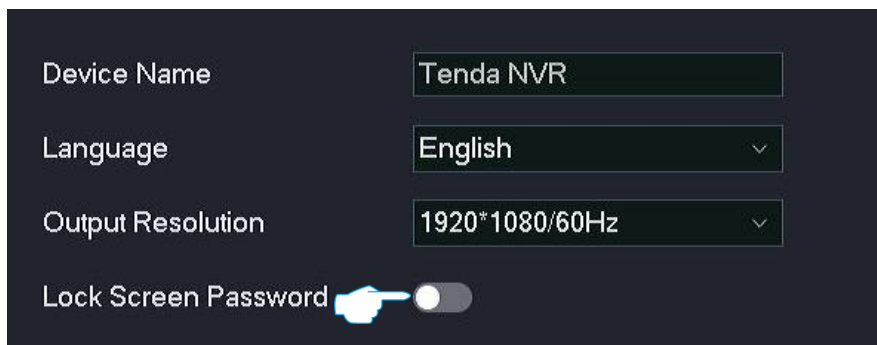 Device Name Tenda NVR
Language English
Output Resolution 1920*1080/60Hz
Lock Screen Password